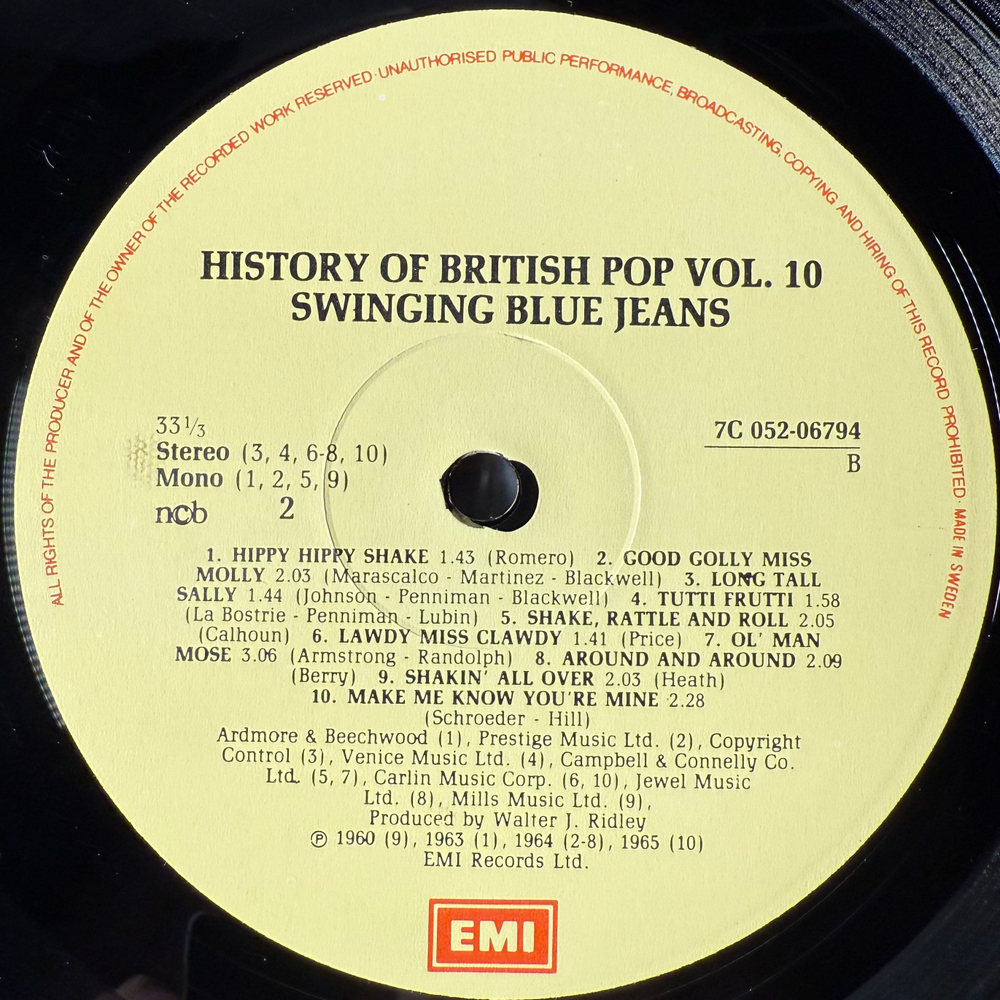 ALL RIGHTS OF THE PRODUCER AND OF THE OWNER OF THE RECORDED WORK RESERVED · UNAUTHORISED PUBLIC PERFORMANCE, BROADCASTING, COPYING AND HIRING OF THIS RECORD PROHIBITED · MADE IN SWEDEN
HISTORY OF BRITISH POP VOL. 10
SWINGING BLUE JEANS
33 1/3
Stereo (3, 4, 6-8, 10)
Mono (1, 2, 5, 9)
ncb 2
7C 052-06794
B
1. HIPPY HIPPY SHAKE 1.43 (Romero) 2. GOOD GOLLY MISS
MOLLY 2.03 (Marascalco - Martinez - Blackwell) 3. LONG TALL
SALLY 1.44 (Johnson - Penniman - Blackwell) 4. TUTTI FRUTTI 1.58
(La Bostrie - Penniman - Lubin) 5. SHAKE, RATTLE AND ROLL 2.05
(Calhoun) 6. LAWDY MISS CLAWDY 1.41 (Price) 7. OL' MAN
MOSE 3.06 (Armstrong - Randolph) 8. AROUND AND AROUND 2.09
(Berry) 9. SHAKIN' ALL OVER 2.03 (Heath)
10. MAKE ME KNOW YOU'RE MINE 2.28
(Schroeder - Hill)
Ardmore & Beechwood (1), Prestige Music Ltd. (2), Copyright
Control (3), Venice Music Ltd. (4), Campbell & Connelly Co.
Ltd. (5, 7), Carlin Music Corp. (6, 10), Jewel Music
Ltd. (8), Mills Music Ltd. (9),
Produced by Walter J. Ridley
℗ 1960 (9), 1963 (1), 1964 (2-8), 1965 (10)
EMI Records Ltd.
EMI